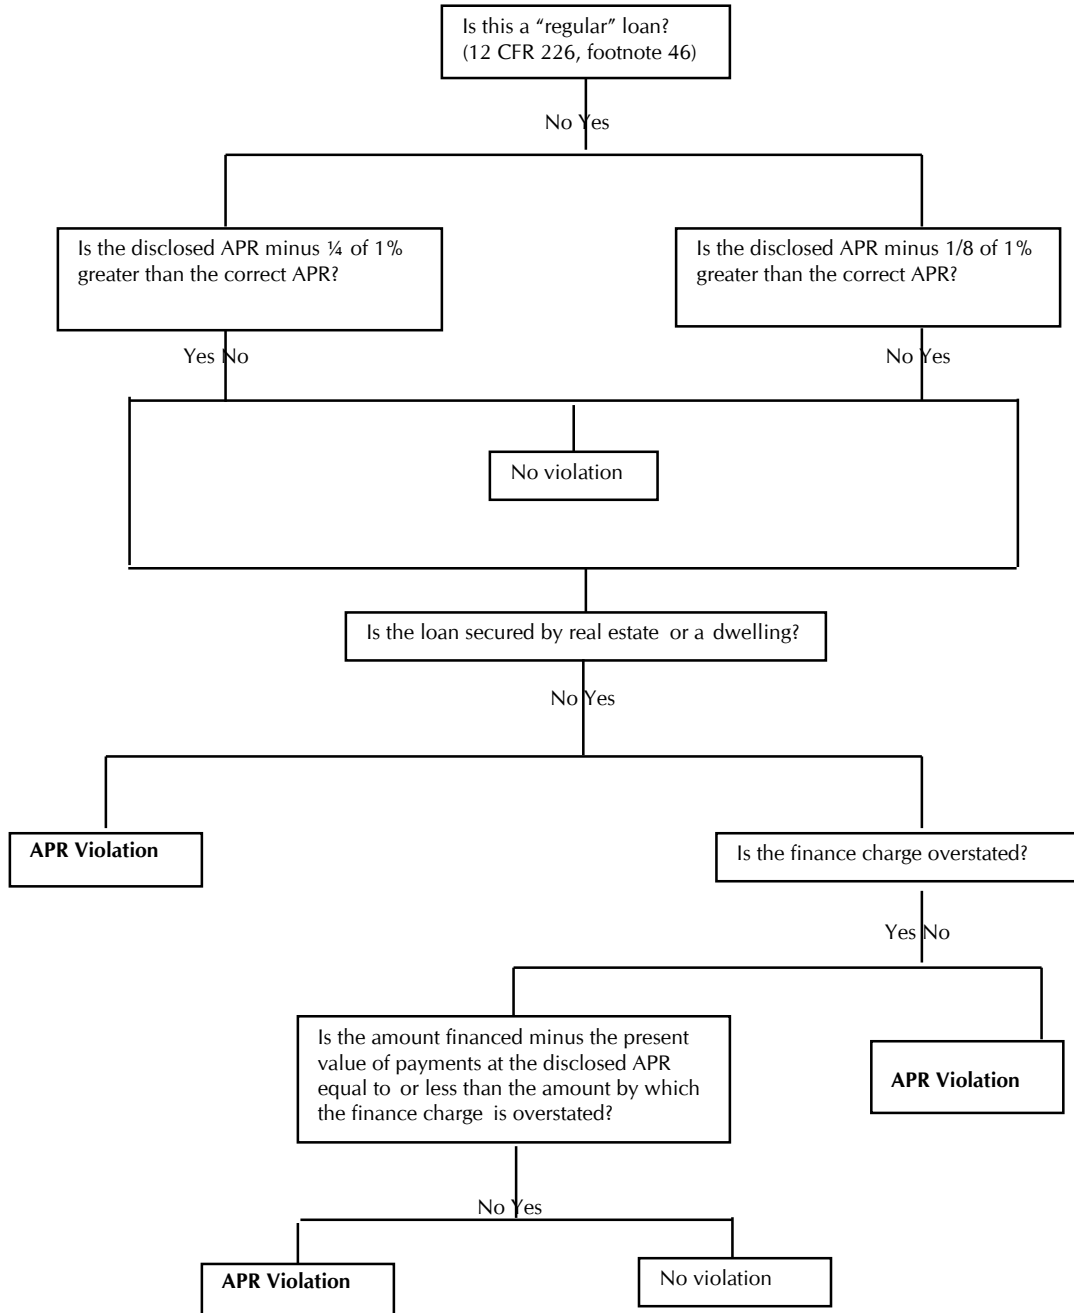 Is this a “regular” loan?
(12 CFR 226, footnote 46)
No Yes
Is the disclosed APR minus ¼ of 1%
greater than the correct APR?
Is the disclosed APR minus 1/8 of 1%
greater than the correct APR?
Yes No
No Yes
No violation
Is the loan secured by real estate or a dwelling?
No Yes
APR Violation
Is the finance charge overstated?
Yes No
Is the amount financed minus the present
value of payments at the disclosed APR
equal to or less than the amount by which
the finance charge is overstated?
APR Violation
No Yes
APR Violation
No violation